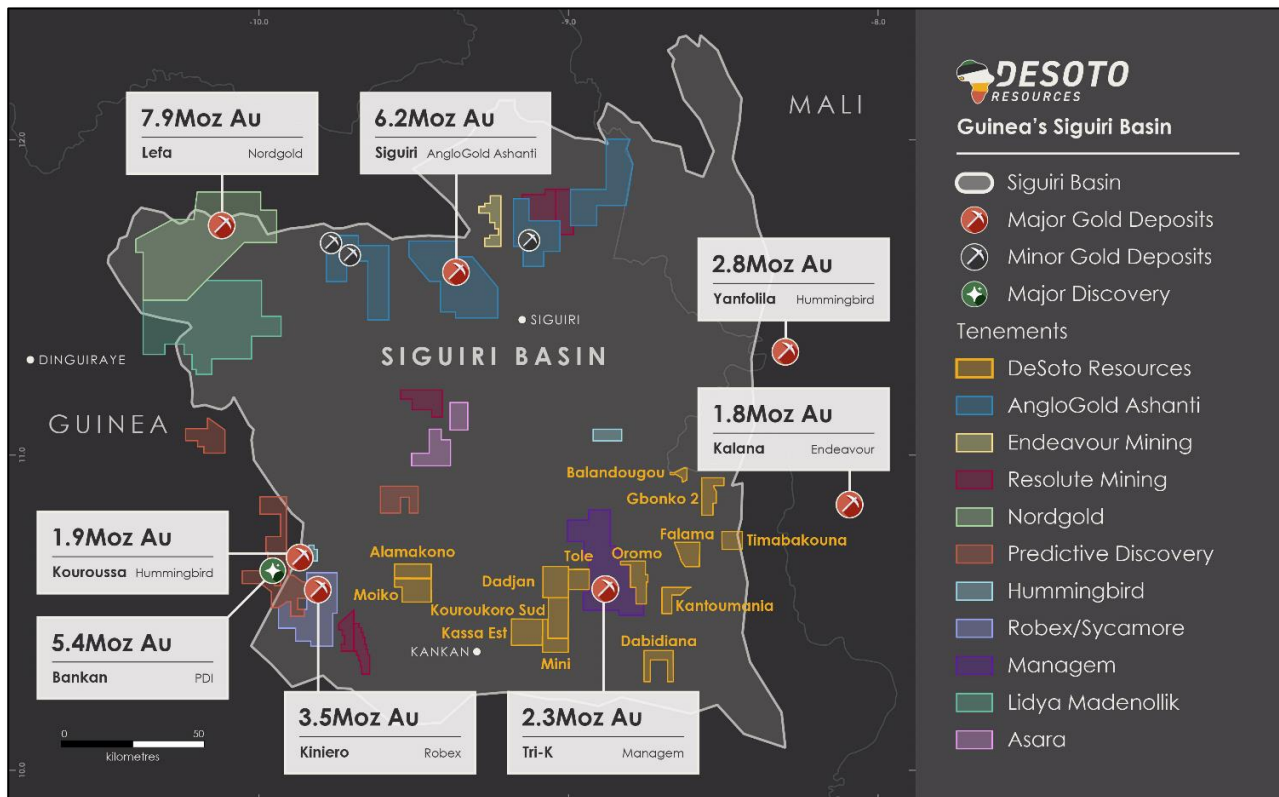 -10.0
-9.0
-8.0
12.0
11.0
10.0
7.9Moz Au
Lefa Nordgold
6.2Moz Au
Siguiri AngloGold Ashanti
MALI
2.8Moz Au
Yanfolila Hummingbird
SIGUIRI
DINGUIRAYE
SIGUIRI BASIN
GUINEA
1.8Moz Au
Kalana Endeavour
Balandougou
Gbonko 2
Falama
Timabakouna
1.9Moz Au
Kouroussa Hummingbird
Alamakono
Tole
Oromo
Dadjan
Moiko
Kouroukoro Sud
Kantoumania
Kassa Est
5.4Moz Au
Bankan PDI
KANKAN
Mini
Dabidiana
3.5Moz Au
Kiniero Robex
2.3Moz Au
Tri-K Managem
0 50
kilometres
DESOTO
RESOURCES
Guinea's Siguiri Basin
Siguiri Basin
Major Gold Deposits
Minor Gold Deposits
Major Discovery
Tenements
DeSoto Resources
AngloGold Ashanti
Endeavour Mining
Resolute Mining
Nordgold
Predictive Discovery
Hummingbird
Robex/Sycamore
Managem
Lidya Madenollik
Asara